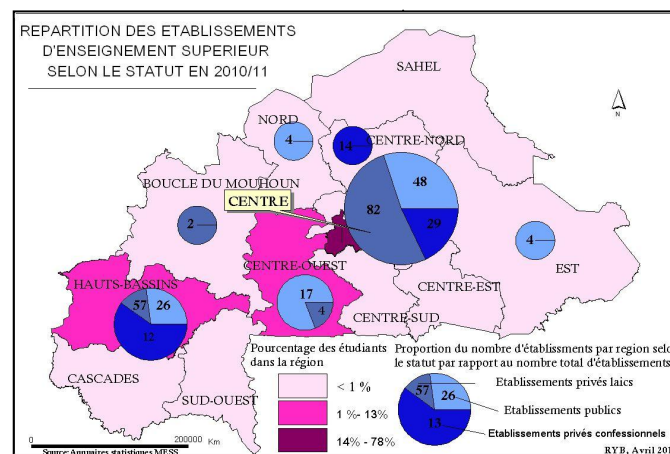 REPARTITION DES ETABLISSEMENTS
D'ENSEIGNEMENT SUPERIEUR
SELON LE STATUT EN 2010/11
SAHEL
N
NORD
4
14
CENTRE-NORD
BOUCLE DU MOUHOUN
CENTRE
48
82
29
2
4
EST
HAUTS-BASSINS
CENTRE-OUEST
CENTRE-EST
17
4
57
26
12
CENTRE-SUD
CASCADES
SUD-OUEST
Pourcentage des étudiants
dans la région
< 1 %
1 %- 13%
14% - 78%
Proportion du nombre d'établissments par region selo
le statut par rapport au nombre total d'établissements
57
26
13
Etablissements privés laics
Etablissements publics
Etablissements privés confessionnels
0
200000 Km
Source: Annuaires statistiques MESS
RYB, Avril 201